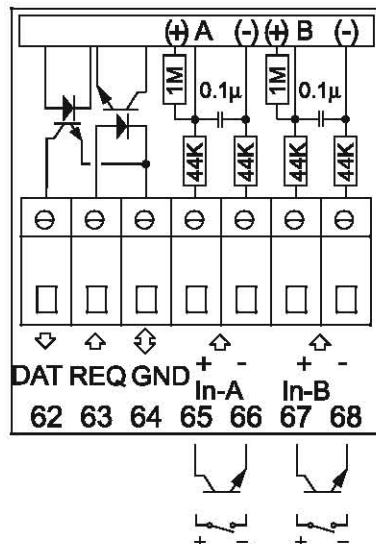 (+) A (-) (+) B (-)
1M 0.1µ 1M 0.1µ
44K 44K 44K 44K
DAT REQ GND + - + -
In-A In-B
62 63 64 65 66 67 68
+ - + -